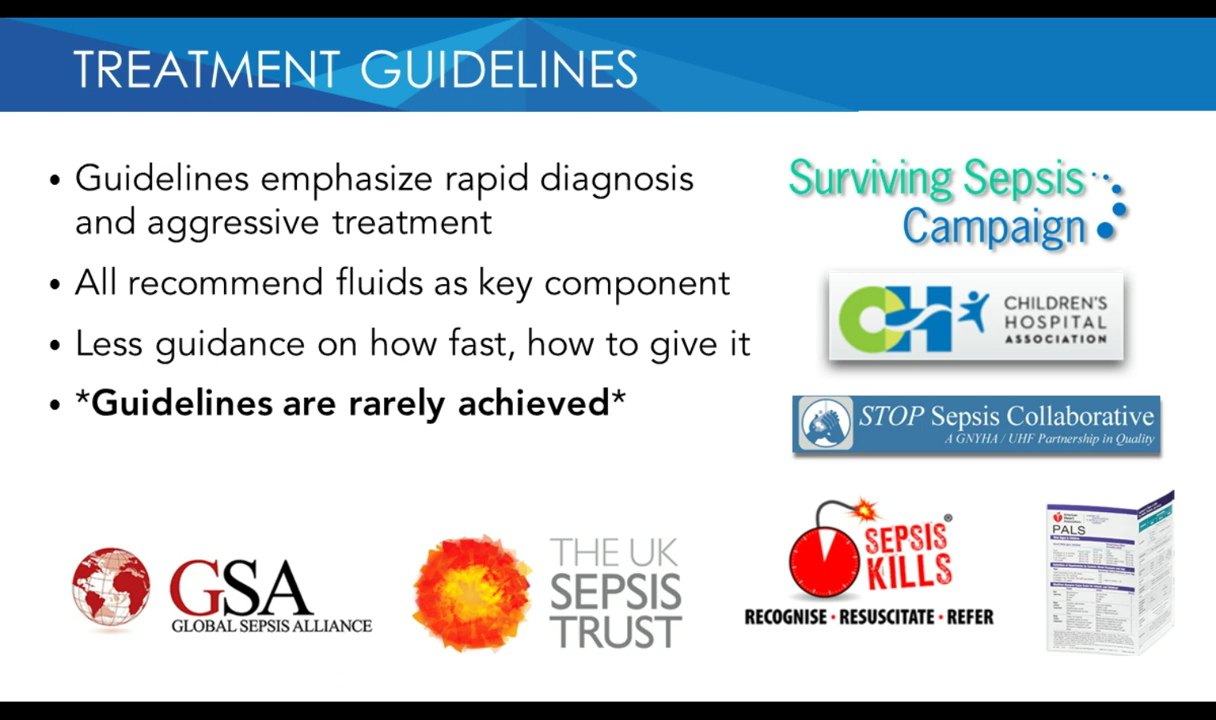 TREATMENT GUIDELINES
• Guidelines emphasize rapid diagnosis
and aggressive treatment
• All recommend fluids as key component
• Less guidance on how fast, how to give it
• *Guidelines are rarely achieved*
Surviving Sepsis
Campaign
CHILDREN'S
HOSPITAL
ASSOCIATION
STOP Sepsis Collaborative
A GNYHA / UHF Partnership in Quality
GSA
GLOBAL SEPSIS ALLIANCE
THE UK
SEPSIS
TRUST
SEPSIS®
KILLS
RECOGNISE • RESUSCITATE • REFER
PALS